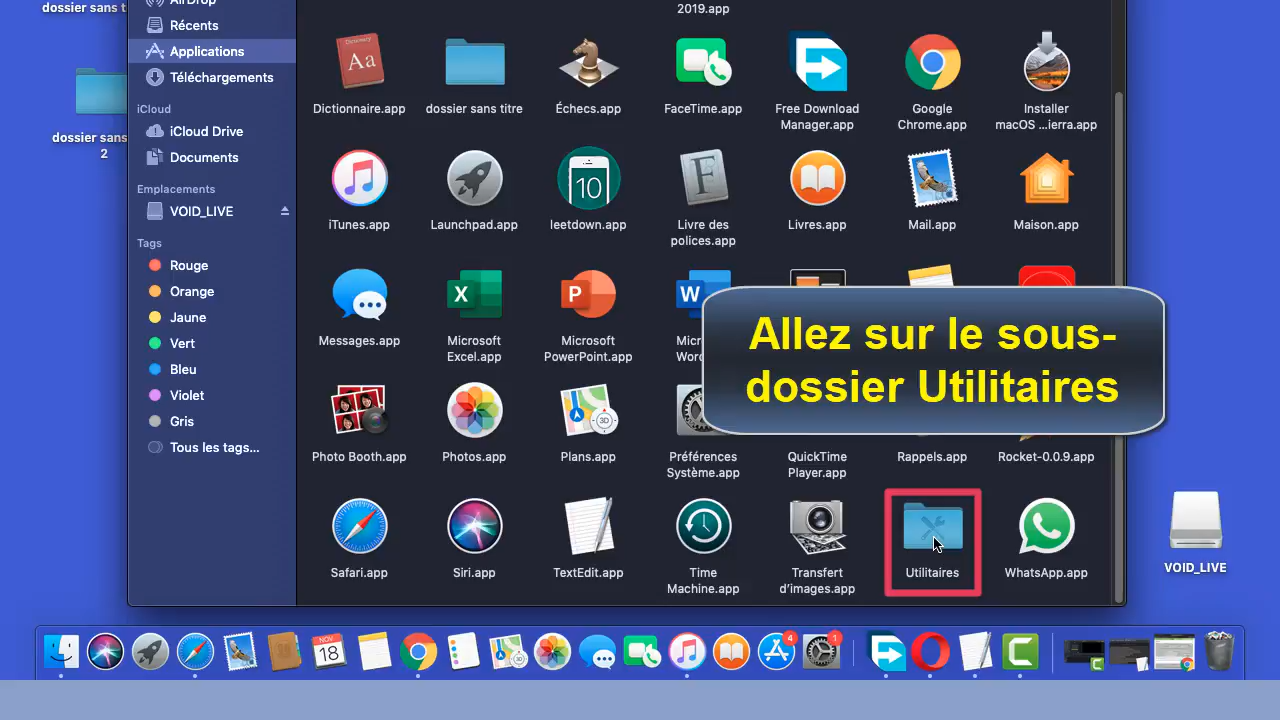 dossier sans t
AirDrop
Récents
Applications
Téléchargements
iCloud
iCloud Drive
Documents
Emplacements
VOID_LIVE
Tags
Rouge
Orange
Jaune
Vert
Bleu
Violet
Gris
Tous les tags...
dossier sans
2
2019.app
Dictionnaire.app
dossier sans titre
Échecs.app
FaceTime.app
Free Download
Manager.app
Google
Chrome.app
Installer
macOS ...ierra.app
iTunes.app
Launchpad.app
10
leetdown.app
Livre des
polices.app
Livres.app
Mail.app
Maison.app
Messages.app
Microsoft
Excel.app
Microsoft
PowerPoint.app
Allez sur le sous-
dossier Utilitaires
Photo Booth.app
Photos.app
Plans.app
Préférences
Système.app
QuickTime
Player.app
Rappels.app
Rocket-0.0.9.app
Safari.app
Siri.app
TextEdit.app
Time
Machine.app
Transfert
d'images.app
Utilitaires
WhatsApp.app
VOID_LIVE
NOV
18
4
1